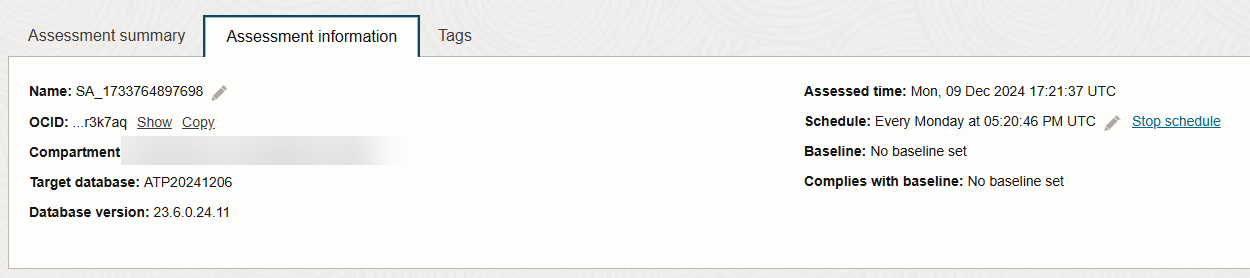 Assessment summary
Assessment information
Tags
Name: SA_1733764897698
OCID: ...r3k7aq Show Copy
Compartment
Target database: ATP20241206
Database version: 23.6.0.24.11
Assessed time: Mon, 09 Dec 2024 17:21:37 UTC
Schedule: Every Monday at 05:20:46 PM UTC Stop schedule
Baseline: No baseline set
Complies with baseline: No baseline set